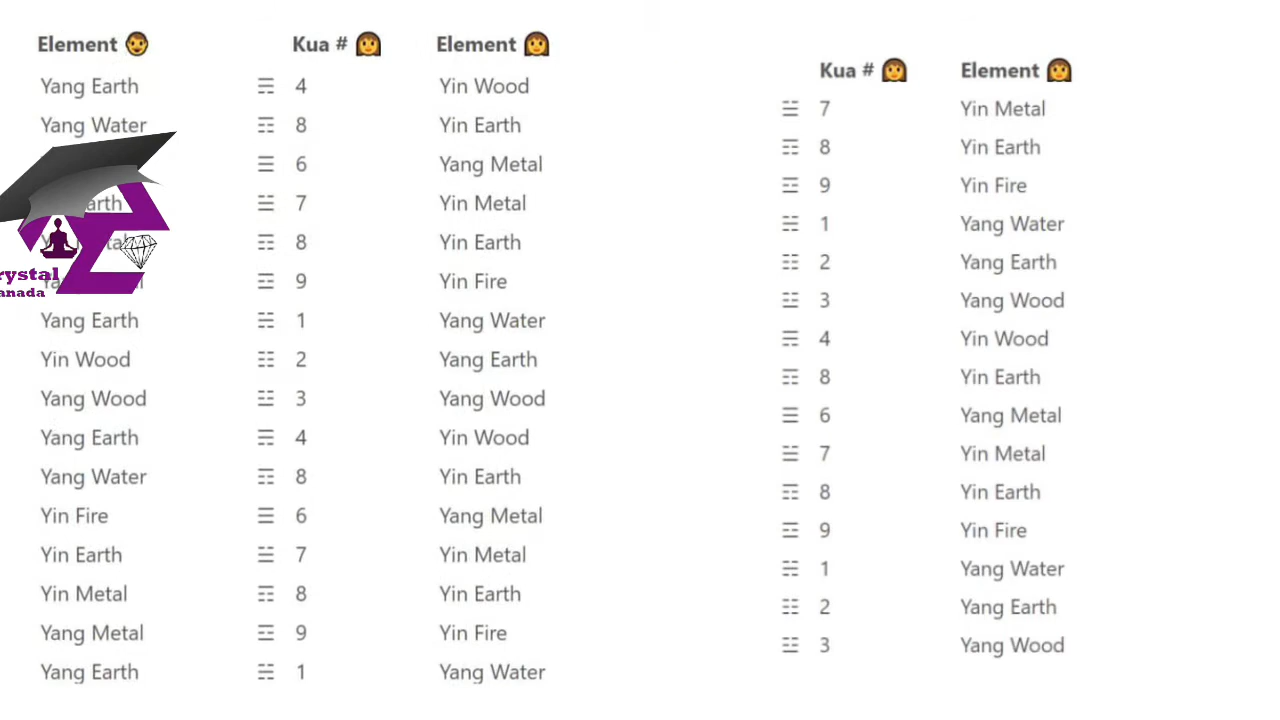 Element 👨 Kua # 👩 Element 👩
Yang Earth ☴ 4 Yin Wood
Yang Water ☶ 8 Yin Earth
☰ 6 Yang Metal
☱ 7 Yin Metal
☶ 8 Yin Earth
☲ 9 Yin Fire
Yang Earth ☵ 1 Yang Water
Yin Wood ☷ 2 Yang Earth
Yang Wood ☳ 3 Yang Wood
Yang Earth ☴ 4 Yin Wood
Yang Water ☶ 8 Yin Earth
Yin Fire ☰ 6 Yang Metal
Yin Earth ☱ 7 Yin Metal
Yin Metal ☶ 8 Yin Earth
Yang Metal ☲ 9 Yin Fire
Yang Earth ☵ 1 Yang Water
rystal
anada
Kua # 👩 Element 👩
☱ 7 Yin Metal
☶ 8 Yin Earth
☲ 9 Yin Fire
☵ 1 Yang Water
☷ 2 Yang Earth
☳ 3 Yang Wood
☴ 4 Yin Wood
☶ 8 Yin Earth
☰ 6 Yang Metal
☱ 7 Yin Metal
☶ 8 Yin Earth
☲ 9 Yin Fire
☵ 1 Yang Water
☷ 2 Yang Earth
☳ 3 Yang Wood